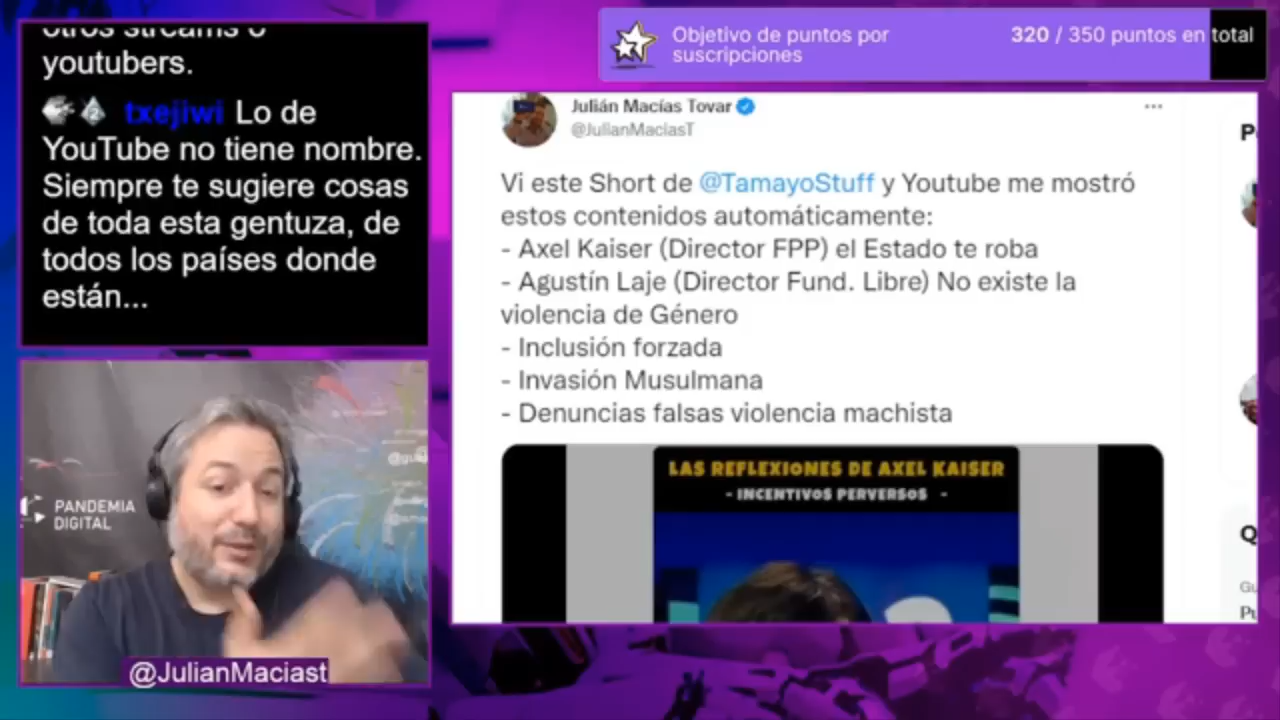 otros streams o
youtubers.
txejiwi Lo de
YouTube no tiene nombre.
Siempre te sugiere cosas
de toda esta gentuza, de
todos los países donde
están...
PANDEMIA
DIGITAL
@JulianMaciast
Objetivo de puntos por
suscripciones
320 / 350 puntos en total
Julián Macías Tovar
@JulianMaciasT
Vi este Short de @TamayoStuff y Youtube me mostró
estos contenidos automáticamente:
- Axel Kaiser (Director FPP) el Estado te roba
- Agustín Laje (Director Fund. Libre) No existe la
violencia de Género
- Inclusión forzada
- Invasión Musulmana
- Denuncias falsas violencia machista
LAS REFLEXIONES DE AXEL KAISER
- INCENTIVOS PERVERSOS -